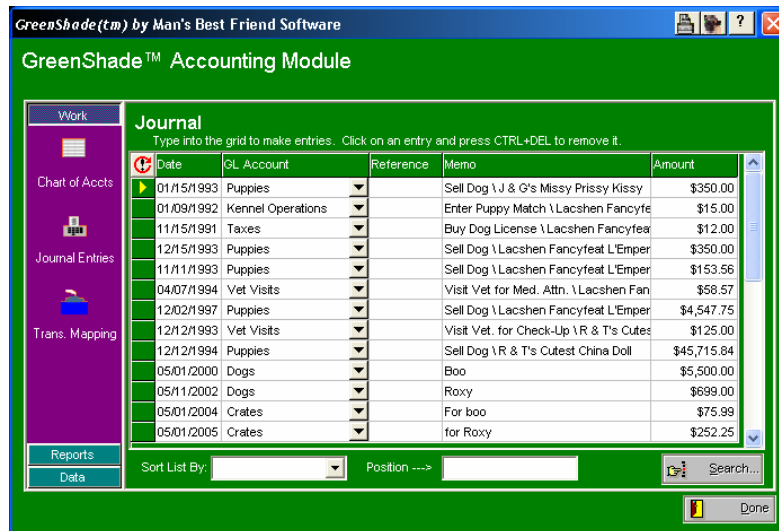 GreenShade(tm) by Man's Best Friend Software ?
GreenShade™ Accounting Module
Work
Chart of Accts
Journal Entries
Trans. Mapping
Reports
Data
Journal
Type into the grid to make entries. Click on an entry and press CTRL+DEL to remove it.
Date GL Account Reference Memo Amount
01/15/1993 Puppies Sell Dog \ J & G's Missy Prissy Kissy $350.00
01/09/1992 Kennel Operations Enter Puppy Match \ Lacshen Fancyfe $15.00
11/15/1991 Taxes Buy Dog License \ Lacshen Fancyfea $12.00
12/15/1993 Puppies Sell Dog \ Lacshen Fancyfeat L'Emper $350.00
11/11/1993 Puppies Sell Dog \ Lacshen Fancyfeat L'Emper $153.56
04/07/1994 Vet Visits Visit Vet for Med. Attn. \ Lacshen Fan $58.57
12/02/1997 Puppies Sell Dog \ Lacshen Fancyfeat L'Emper $4,547.75
12/12/1993 Vet Visits Visit Vet. for Check-Up \ R & T's Cutes $125.00
12/12/1994 Puppies Sell Dog \ R & T's Cutest China Doll $45,715.84
05/01/2000 Dogs Boo $5,500.00
05/11/2002 Dogs Roxy $699.00
05/01/2004 Crates For boo $75.99
05/01/2005 Crates for Roxy $252.25
Sort List By: Position ---> Search...
Done